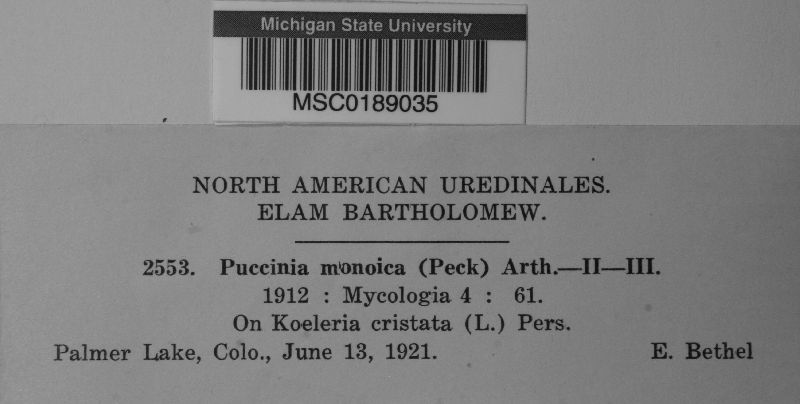 Michigan State University
MSC0189035
NORTH AMERICAN UREDINALES.
ELAM BARTHOLOMEW.
2553. Puccinia monoica (Peck) Arth.—II—III.
1912 : Mycologia 4 : 61.
On Koeleria cristata (L.) Pers.
Palmer Lake, Colo., June 13, 1921. E. Bethel